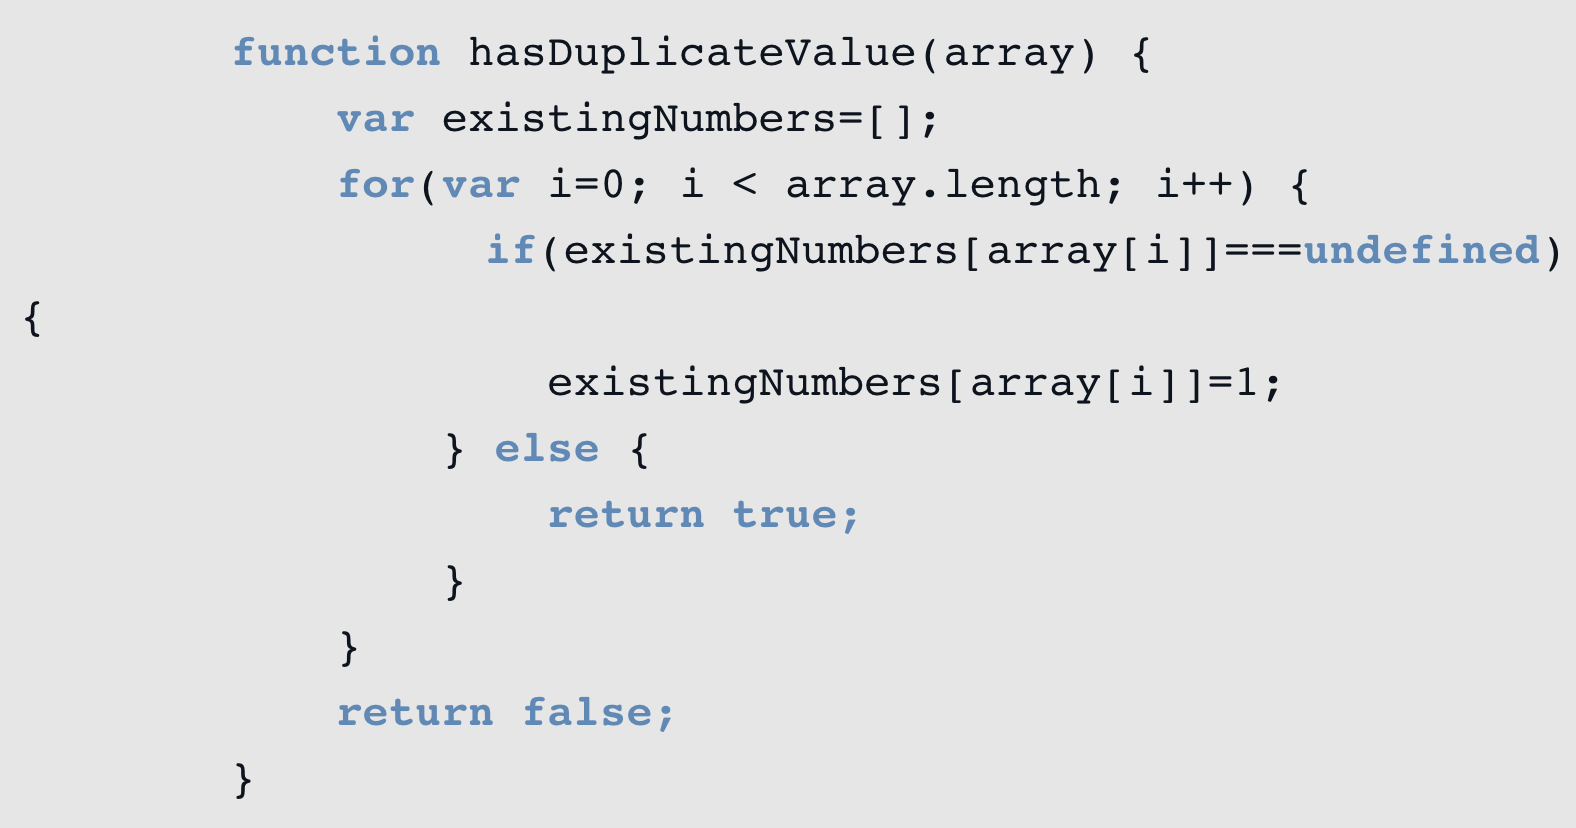 function hasDuplicateValue(array) {
var existingNumbers=[];
for(var i=0; i < array.length; i++) {
if(existingNumbers[array[i]]===undefined)
{
existingNumbers[array[i]]=1;
} else {
return true;
}
}
return false;
}